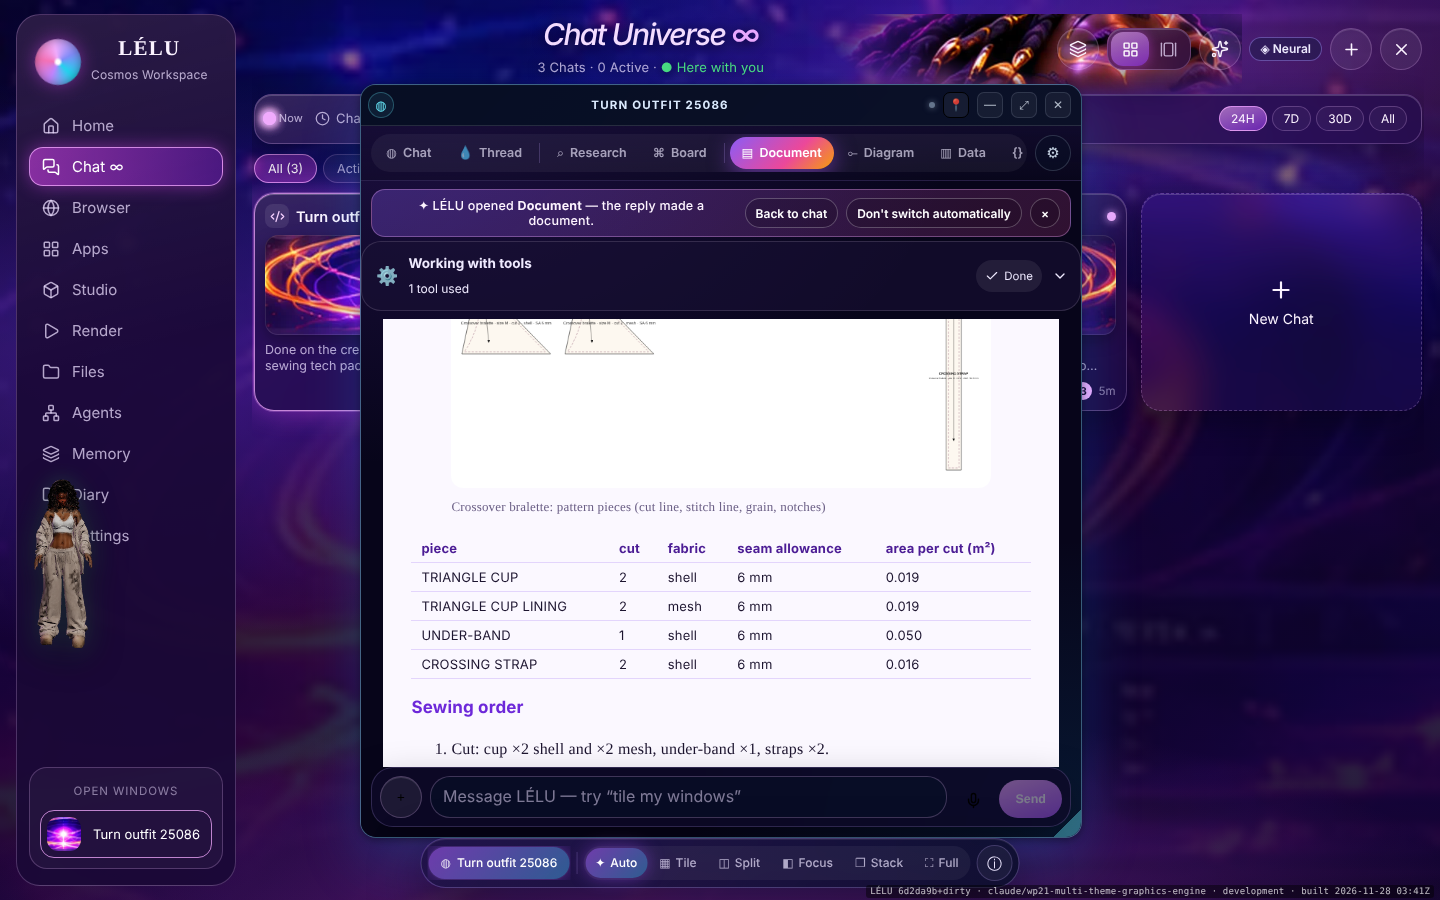 LÉLU
Cosmos Workspace
Home
Chat ∞
Browser
Apps
Studio
Render
Files
Agents
Memory
Diary
ttings
OPEN WINDOWS
Turn outfit 25086
Chat Universe ∞
3 Chats · 0 Active · ● Here with you
Neural
Now
Cha
24H
7D
30D
All
All (3)
Acti
Turn outf
Done on the cre
sewing tech pac
5m
New Chat
TURN OUTFIT 25086
Chat
Thread
Research
Board
Document
Diagram
Data
{}
✦ LÉLU opened Document — the reply made a
document.
Back to chat
Don't switch automatically
×
Working with tools
1 tool used
Done
CROSSING STRAP
Crossover bralette: pattern pieces (cut line, stitch line, grain, notches)
piece cut fabric seam allowance area per cut (m²)
TRIANGLE CUP 2 shell 6 mm 0.019
TRIANGLE CUP LINING 2 mesh 6 mm 0.019
UNDER-BAND 1 shell 6 mm 0.050
CROSSING STRAP 2 shell 6 mm 0.016
Sewing order
1. Cut: cup ×2 shell and ×2 mesh, under-band ×1, straps ×2.
Message LÉLU — try “tile my windows”
Send
Turn outfit 25086
Auto
Tile
Split
Focus
Stack
Full
LÉLU 6d2da9b+dirty · claude/wp21-multi-theme-graphics-engine · development · built 2026-11-28 03:41Z